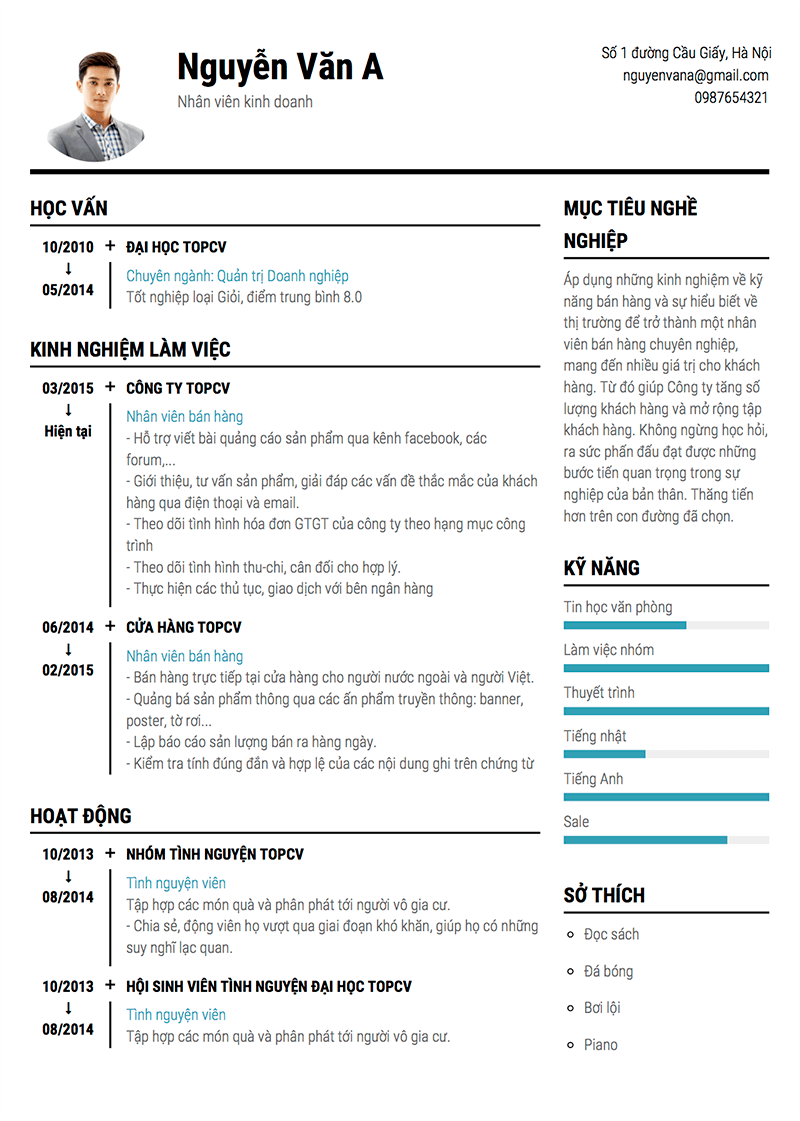 Nguyễn Văn A
Nhân viên kinh doanh
Số 1 đường Cầu Giấy, Hà Nội
nguyenvana@gmail.com
0987654321
HỌC VẤN
10/2010 + ĐẠI HỌC TOPCV
↓
05/2014
Chuyên ngành: Quản trị Doanh nghiệp
Tốt nghiệp loại Giỏi, điểm trung bình 8.0
KINH NGHIỆM LÀM VIỆC
03/2015 + CÔNG TY TOPCV
↓
Hiện tại
Nhân viên bán hàng
- Hỗ trợ viết bài quảng cáo sản phẩm qua kênh facebook, các
forum,...
- Giới thiệu, tư vấn sản phẩm, giải đáp các vấn đề thắc mắc của khách
hàng qua điện thoại và email.
- Theo dõi tình hình hóa đơn GTGT của công ty theo hạng mục công
trình
- Theo dõi tình hình thu-chi, cân đối cho hợp lý.
- Thực hiện các thủ tục, giao dịch với bên ngân hàng
06/2014 + CỬA HÀNG TOPCV
↓
02/2015
Nhân viên bán hàng
- Bán hàng trực tiếp tại cửa hàng cho người nước ngoài và người Việt.
- Quảng bá sản phẩm thông qua các ấn phẩm truyền thông: banner,
poster, tờ rơi...
- Lập báo cáo sản lượng bán ra hàng ngày.
- Kiểm tra tính đúng đắn và hợp lệ của các nội dung ghi trên chứng từ
HOẠT ĐỘNG
10/2013 + NHÓM TÌNH NGUYỆN TOPCV
↓
08/2014
Tình nguyện viên
Tập hợp các món quà và phân phát tới người vô gia cư.
- Chia sẻ, động viên họ vượt qua giai đoạn khó khăn, giúp họ có những
suy nghĩ lạc quan.
10/2013 + HỘI SINH VIÊN TÌNH NGUYỆN ĐẠI HỌC TOPCV
↓
08/2014
Tình nguyện viên
Tập hợp các món quà và phân phát tới người vô gia cư.
MỤC TIÊU NGHỀ
NGHIỆP
Áp dụng những kinh nghiệm về kỹ
năng bán hàng và sự hiểu biết về
thị trường để trở thành một nhân
viên bán hàng chuyên nghiệp,
mang đến nhiều giá trị cho khách
hàng. Từ đó giúp Công ty tăng số
lượng khách hàng và mở rộng tập
khách hàng. Không ngừng học hỏi,
ra sức phấn đấu đạt được những
bước tiến quan trọng trong sự
nghiệp của bản thân. Thăng tiến
hơn trên con đường đã chọn.
KỸ NĂNG
Tin học văn phòng
Làm việc nhóm
Thuyết trình
Tiếng nhật
Tiếng Anh
Sale
SỞ THÍCH
Đọc sách
Đá bóng
Bơi lội
Piano